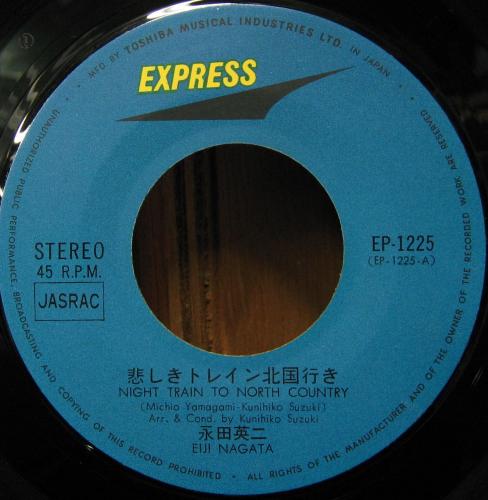 MFD BY TOSHIBA MUSICAL INDUSTRIES LTD. IN JAPAN.
EXPRESS
STEREO
45 R.P.M.
JASRAC
EP-1225
(EP-1225-A)
悲しきトレイン北国行き
NIGHT TRAIN TO NORTH COUNTRY
(Michio Yamagami-Kunihiko Suzuki)
Arr. & Cond. by Kunihiko Suzuki
永田英二
EIJI NAGATA
UNAUTHORIZED PUBLIC PERFORMANCE, BROADCASTING AND COPYING OF THIS RECORD PROHIBITED • ALL RIGHTS OF THE MANUFACTURER AND OF THE OWNER OF THE RECORDED WORK ARE RESERVED